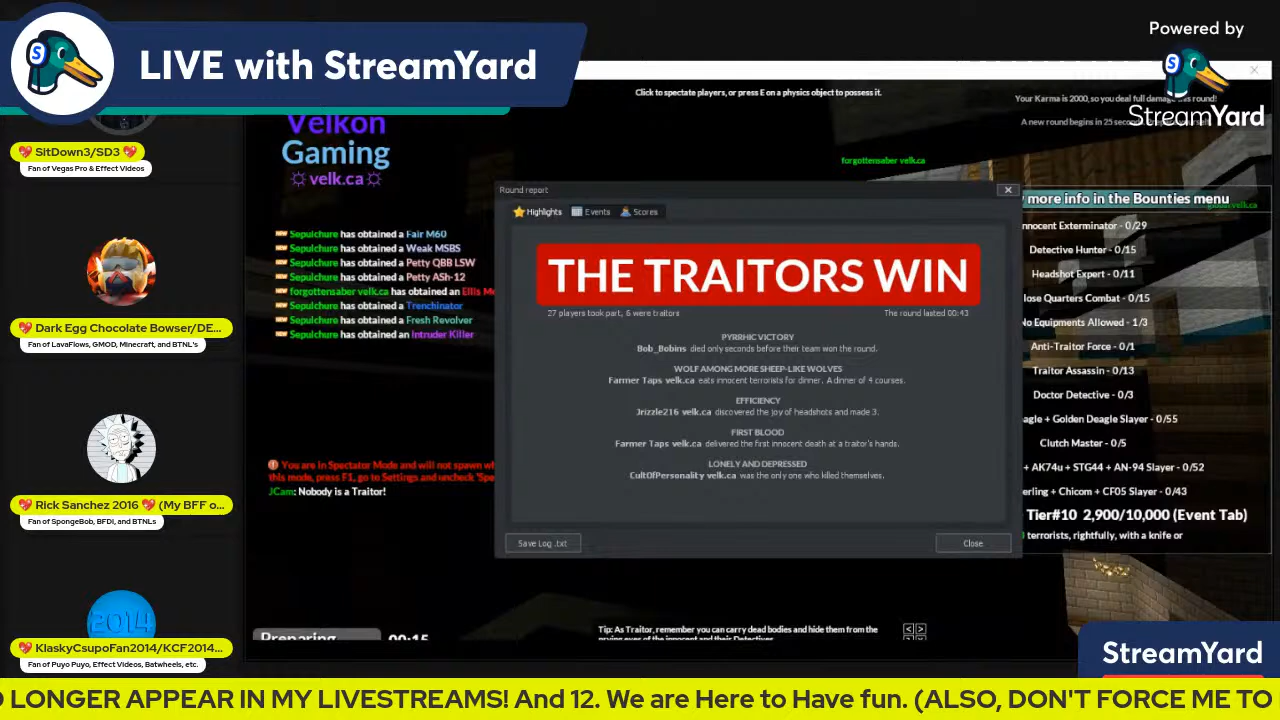 LIVE with StreamYard
Powered by
StreamYard
Click to spectate players, or press E on a physics object to possess it.
Your Karma is 2000, so you deal full damage this round!
A new round begins in 25 seconds.
Velkon
Gaming
velk.ca
forgottensaber velk.ca
SitDown3/SD3
Fan of Vegas Pro & Effect Videos
Dark Egg Chocolate Bowser/DE...
Fan of LavaFlows, GMOD, Minecraft, and BTNL's
Rick Sanchez 2016 (My BFF o...
Fan of SpongeBob, BFDI, and BTNLs
2014
KlaskyCsupoFan2014/KCF2014...
Fan of Puyo Puyo, Effect Videos, Batwheels, etc.
Sepulchure has obtained a Fair M60
Sepulchure has obtained a Weak MSBS
Sepulchure has obtained a Petty QBB LSW
Sepulchure has obtained a Petty ASh-12
forgottensaber velk.ca has obtained an Ellis
Sepulchure has obtained a Trenchinator
Sepulchure has obtained a Fresh Revolver
Sepulchure has obtained an Intruder Killer
You are in Spectator Mode and will not spawn
this mode, press F1, go to Settings and uncheck
JCam: Nobody is a Traitor!
Round report
Highlights Events Scores
THE TRAITORS WIN
27 players took part, 6 were traitors
The round lasted 00:43
PYRRHIC VICTORY
Bob_Bobins died only seconds before their team won the round.
WOLF AMONG MORE SHEEP-LIKE WOLVES
Farmer Taps velk.ca eats innocent terrorists for dinner. A dinner of 4 courses.
EFFICIENCY
Jrizzle216 velk.ca discovered the joy of headshots and made 3.
FIRST BLOOD
Farmer Taps velk.ca delivered the first innocent death at a traitor's hands.
LONELY AND DEPRESSED
CultOfPersonality velk.ca was the only one who killed themselves.
Save Log .txt
Close
more info in the Bounties menu
nnocent Exterminator - 0/29
Detective Hunter - 0/15
Headshot Expert - 0/11
lose Quarters Combat - 0/15
No Equipments Allowed - 1/3
Anti-Traitor Force - 0/1
Traitor Assassin - 0/13
Doctor Detective - 0/3
eagle + Golden Deagle Slayer - 0/55
Clutch Master - 0/5
+ AK74u + STG44 + AN-94 Slayer - 0/52
erling + Chicom + CF05 Slayer - 0/43
Tier#10 2,900/10,000 (Event Tab)
terrorists, rightfully, with a knife or
Preparing 00:15
Tip: As Traitor, remember you can carry dead bodies and hide them from the
prying eyes of the innocent and their Detectives.
StreamYard
LONGER APPEAR IN MY LIVESTREAMS! And 12. We are Here to Have fun. (ALSO, DON'T FORCE ME TO